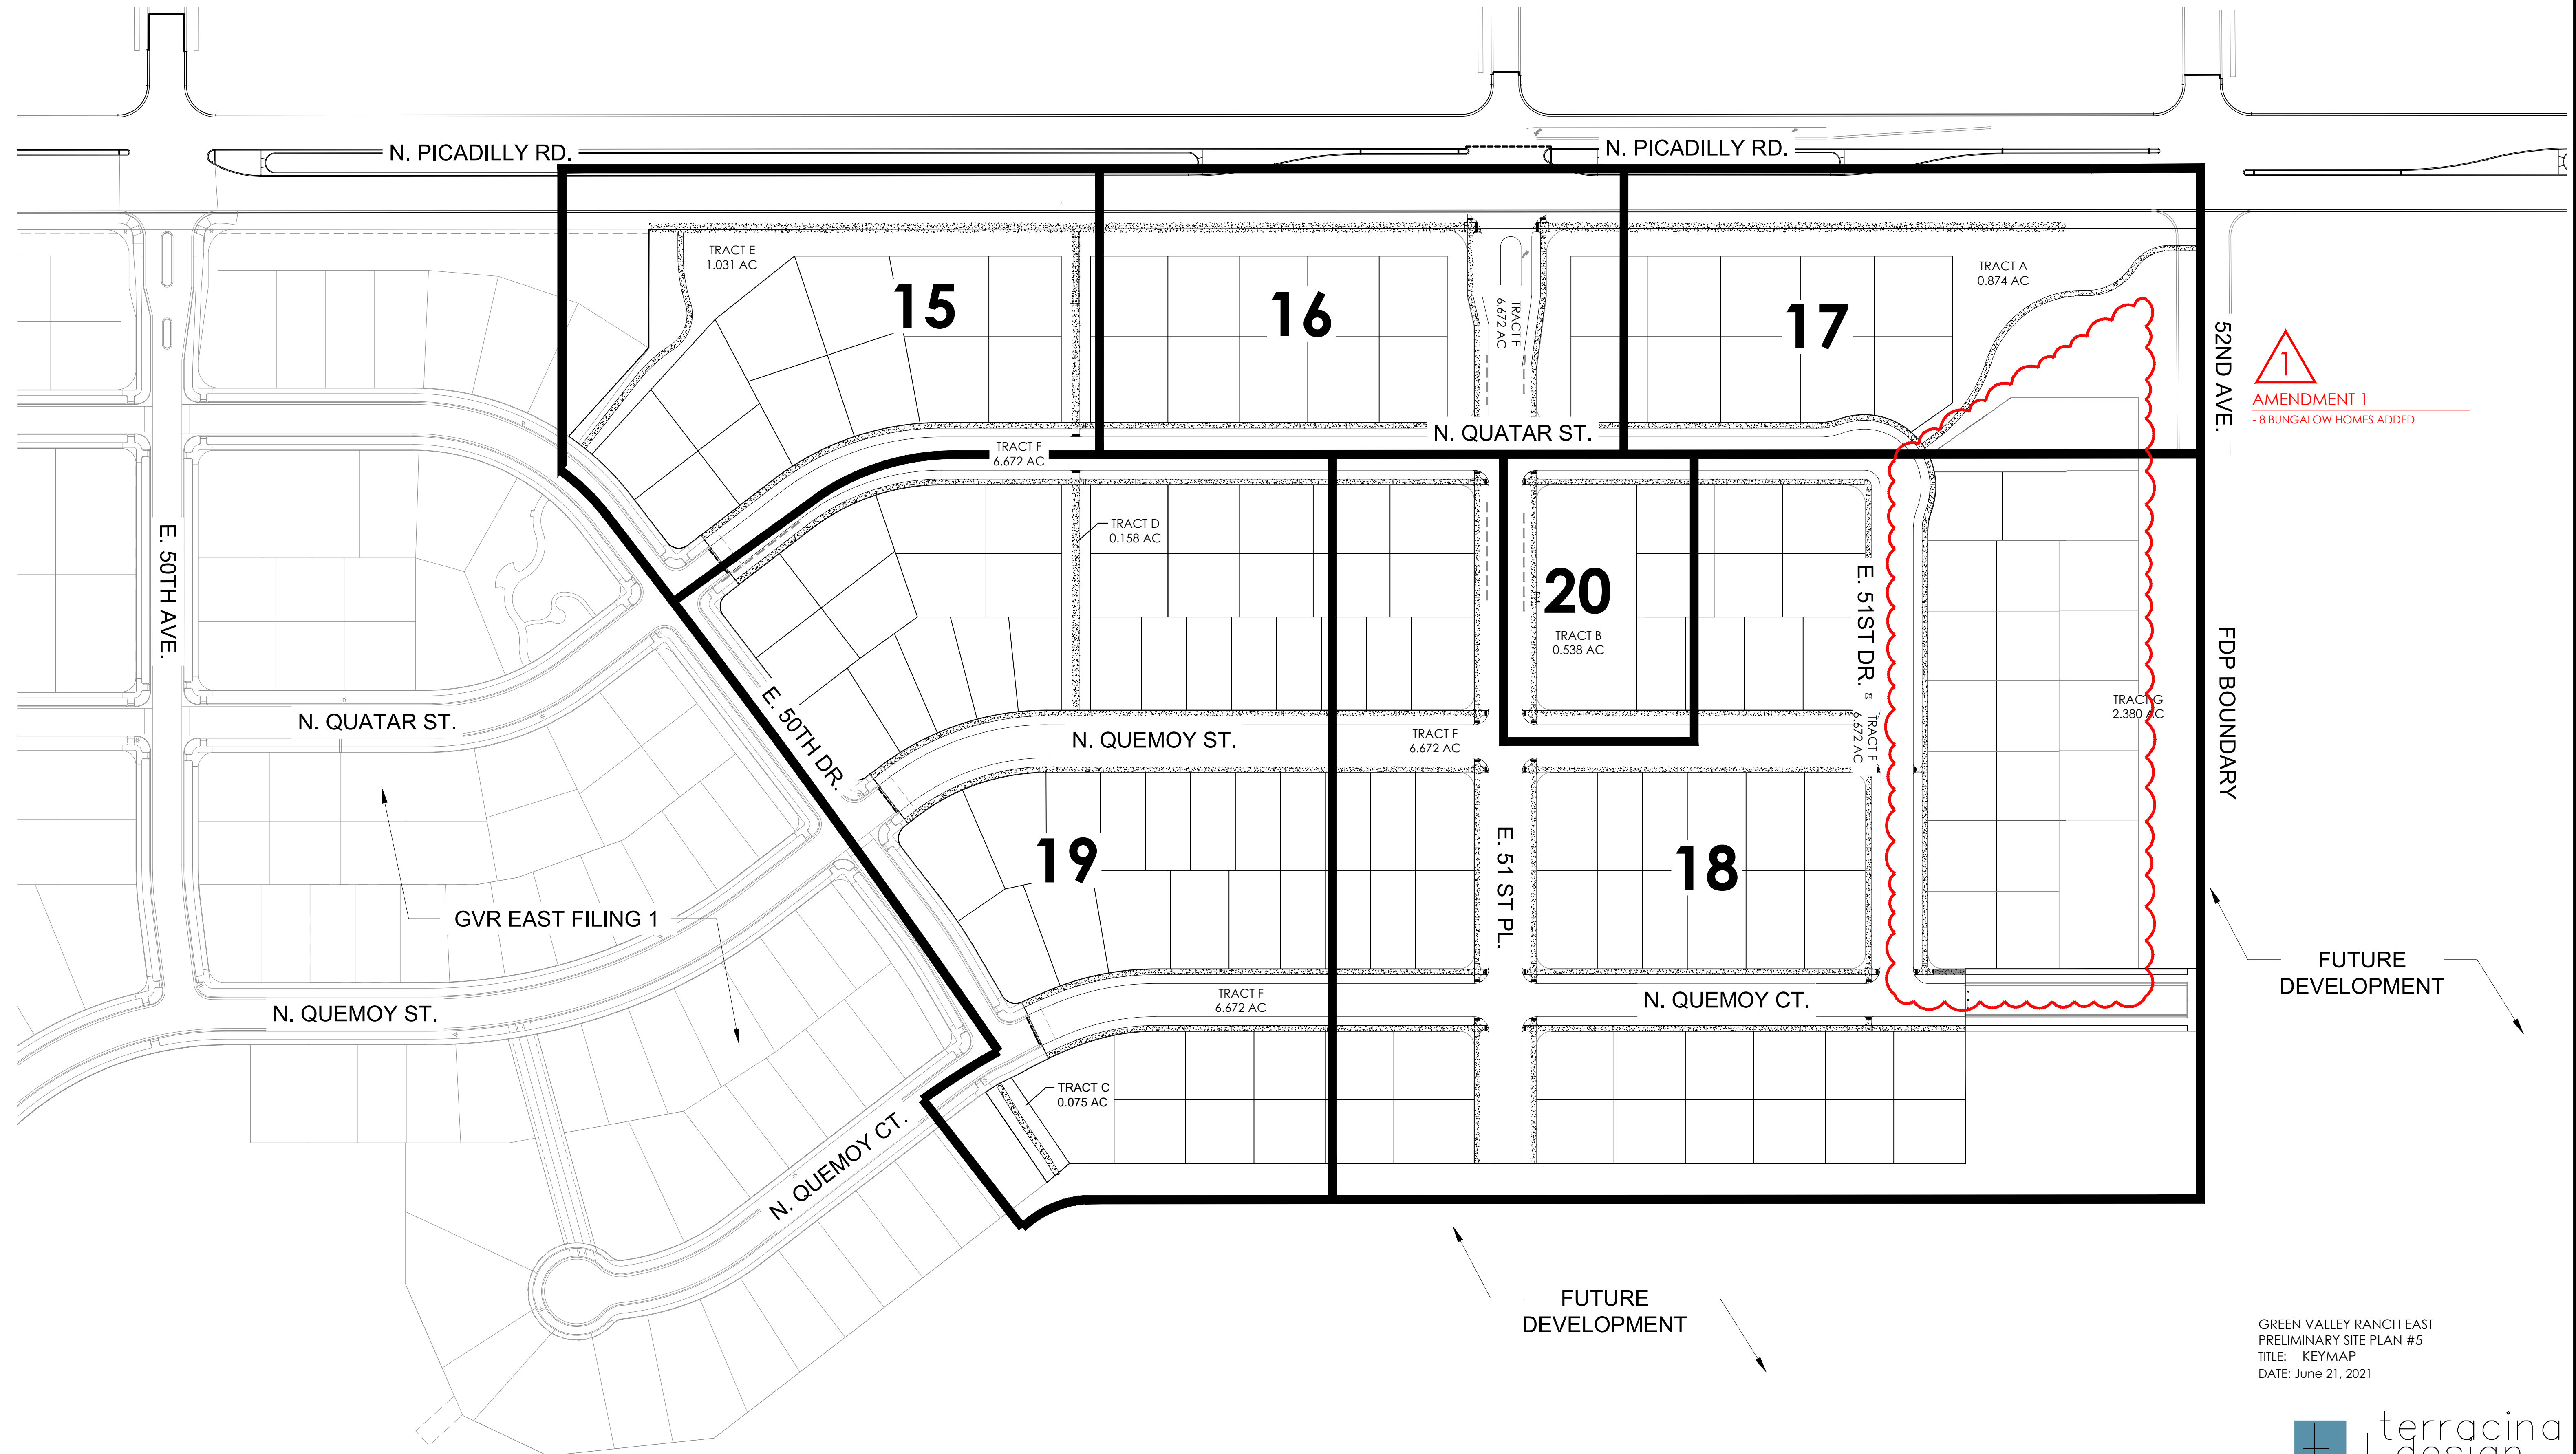 N. PICADILLY RD.
N. PICADILLY RD.
TRACT E
1.031 AC
15
16
TRACT F
6.672 AC
17
TRACT A
0.874 AC
52ND AVE.
1
AMENDMENT 1
- 8 BUNGALOW HOMES ADDED
N. QUATAR ST.
TRACT F
6.672 AC
TRACT D
0.158 AC
E. 50TH AVE.
20
TRACT B
0.538 AC
E. 51ST DR.
FDP BOUNDARY
TRACT G
2.380 AC
N. QUATAR ST.
E. 50TH DR.
N. QUEMOY ST.
TRACT F
6.672 AC
TRACT F
6.672 AC
19
E. 51 ST PL.
18
GVR EAST FILING 1
FUTURE
DEVELOPMENT
N. QUEMOY ST.
TRACT F
6.672 AC
N. QUEMOY CT.
TRACT C
0.075 AC
N. QUEMOY CT.
FUTURE
DEVELOPMENT
GREEN VALLEY RANCH EAST
PRELIMINARY SITE PLAN #5
TITLE: KEYMAP
DATE: June 21, 2021
terracina
design